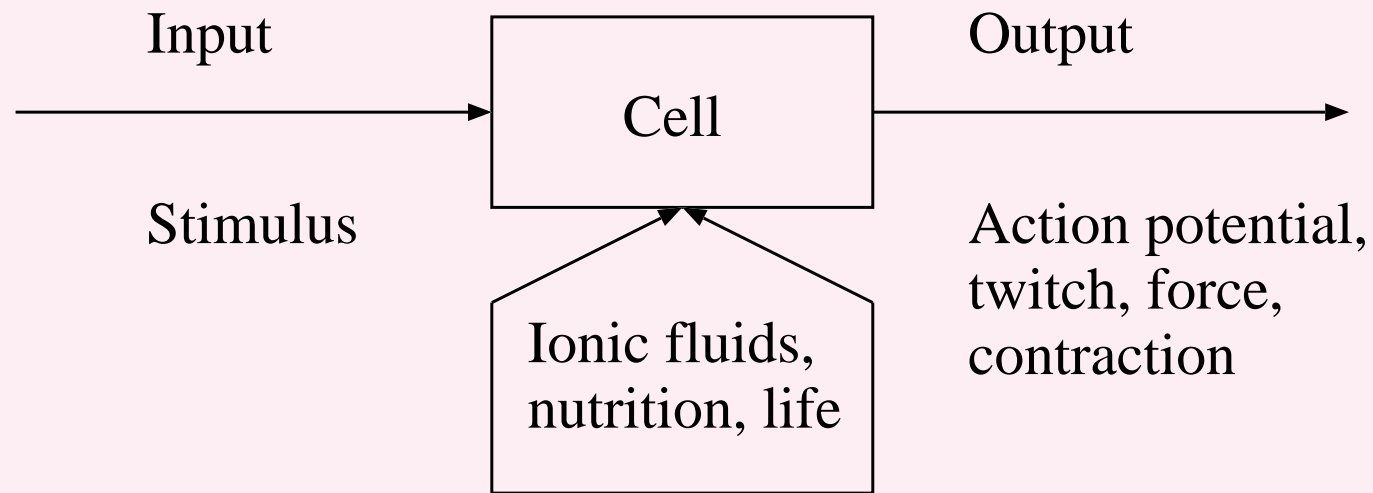 Input
Output
Cell
Stimulus
Action potential,
twitch, force,
contraction
Ionic fluids,
nutrition, life